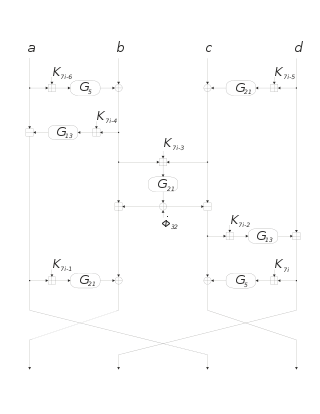 a b c d
K7i-6 K7i-5
G5 G21
K7i-4
G13
K7i-3
G21
K7i-2
Φ32
G13
K7i-1 K7i
G21 G5